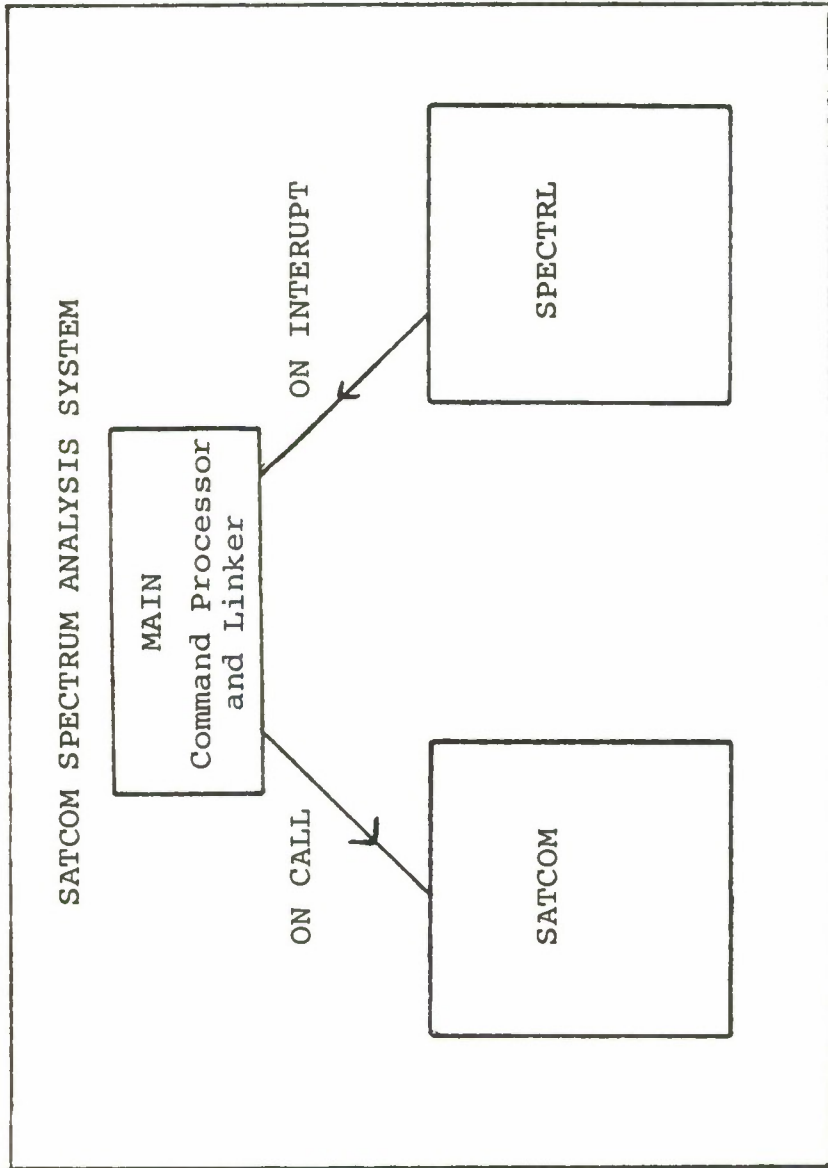 SATCOM SPECTRUM ANALYSIS SYSTEM
MAIN
Command Processor
and Linker
ON CALL
ON INTERUPT
SATCOM
SPECTRL